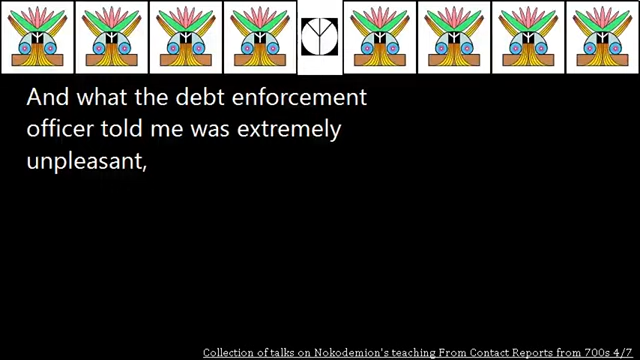 And what the debt enforcement
officer told me was extremely
unpleasant,
Collection of talks on Nokodemion's teaching From Contact Reports from 700s 4/7